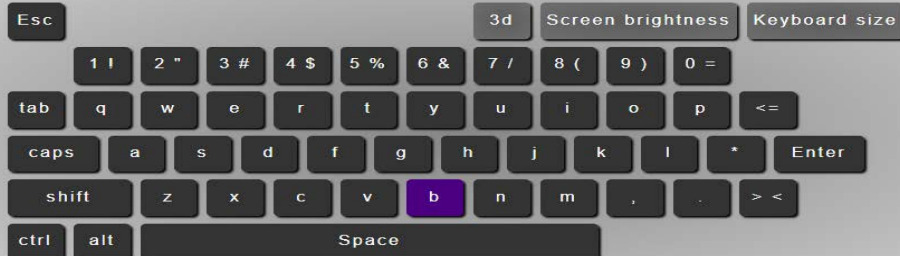 Esc 3d Screen brightness Keyboard size
1 ! 2 " 3 # 4 $ 5 % 6 & 7 / 8 ( 9 ) 0 =
tab q w e r t y u i o p <=
caps a s d f g h j k l * Enter
shift z x c v b n m , . > <
ctrl alt Space